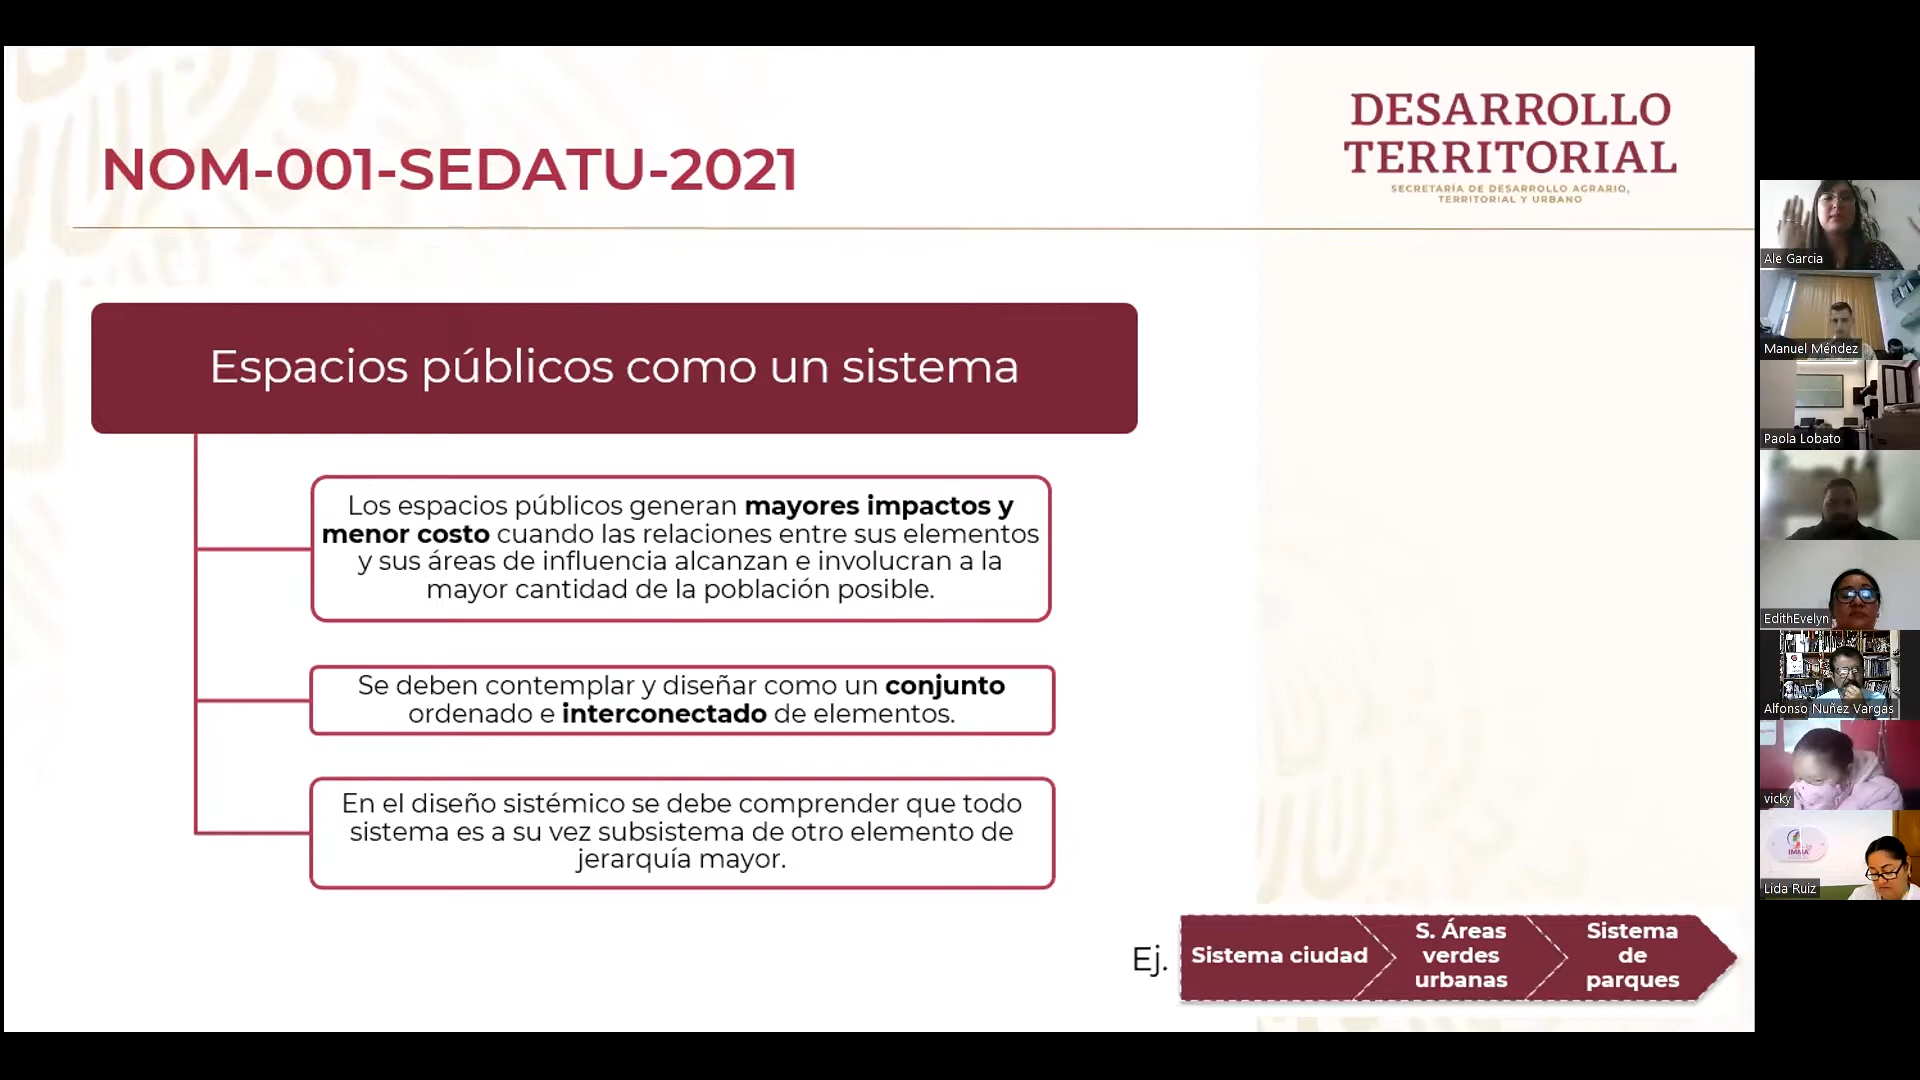 DESARROLLO
TERRITORIAL
SECRETARÍA DE DESARROLLO AGRARIO,
TERRITORIAL Y URBANO
NOM-001-SEDATU-2021
Espacios públicos como un sistema
Los espacios públicos generan mayores impactos y
menor costo cuando las relaciones entre sus elementos
y sus áreas de influencia alcanzan e involucran a la
mayor cantidad de la población posible.
Se deben contemplar y diseñar como un conjunto
ordenado e interconectado de elementos.
En el diseño sistémico se debe comprender que todo
sistema es a su vez subsistema de otro elemento de
jerarquía mayor.
Ej.
Sistema ciudad
S. Áreas
verdes
urbanas
Sistema
de
parques
Ale Garcia
Manuel Méndez
Paola Lobato
EdithEvelyn
Alfonso Nuñez Vargas
vicky
IMMA
Lida Ruiz